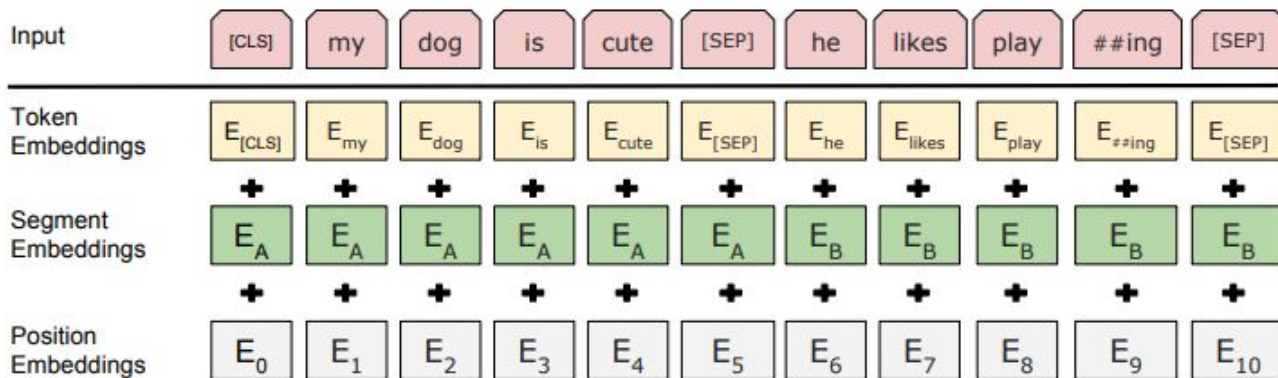 Input [CLS] my dog is cute [SEP] he likes play ##ing [SEP]
Token Embeddings E[CLS] Emy Edog Eis Ecute E[SEP] Ehe Elikes Eplay E##ing E[SEP]
+ + + + + + + + + + +
Segment Embeddings EA EA EA EA EA EA EB EB EB EB EB
+ + + + + + + + + + +
Position Embeddings E0 E1 E2 E3 E4 E5 E6 E7 E8 E9 E10